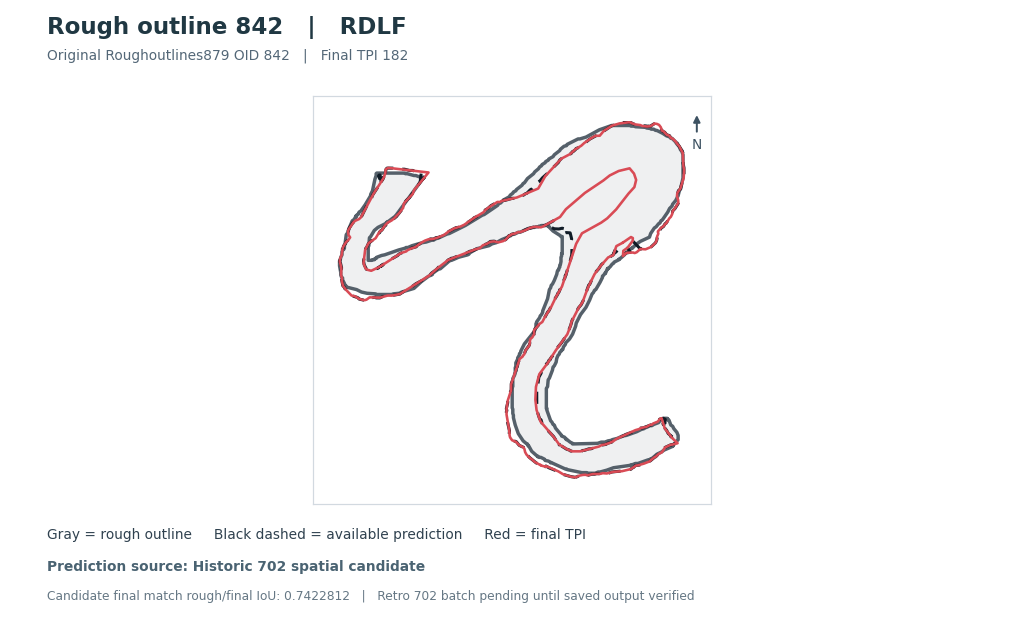 Rough outline 842   |   RDLF
Original Roughoutlines879 OID 842   |   Final TPI 182
N
Gray = rough outline     Black dashed = available prediction     Red = final TPI
Prediction source: Historic 702 spatial candidate
Candidate final match rough/final IoU: 0.7422812   |   Retro 702 batch pending until saved output verified